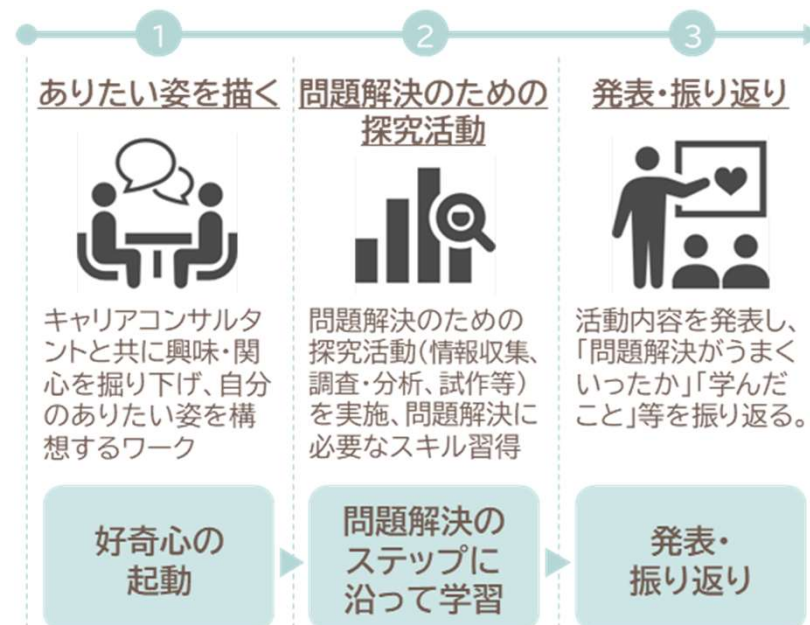 1
2
3
ありたい姿を描く
問題解決のための
探究活動
発表・振り返り
キャリアコンサルタ
ントと共に興味・関
心を掘り下げ、自分
のありたい姿を構
想するワーク
問題解決のための
探究活動(情報収集、
調査・分析、試作等)
を実施、問題解決に
必要なスキル習得
活動内容を発表し、
「問題解決がうまく
いったか」「学んだ
こと」等を振り返る。
好奇心の
起動
問題解決の
ステップに
沿って学習
発表・
振り返り